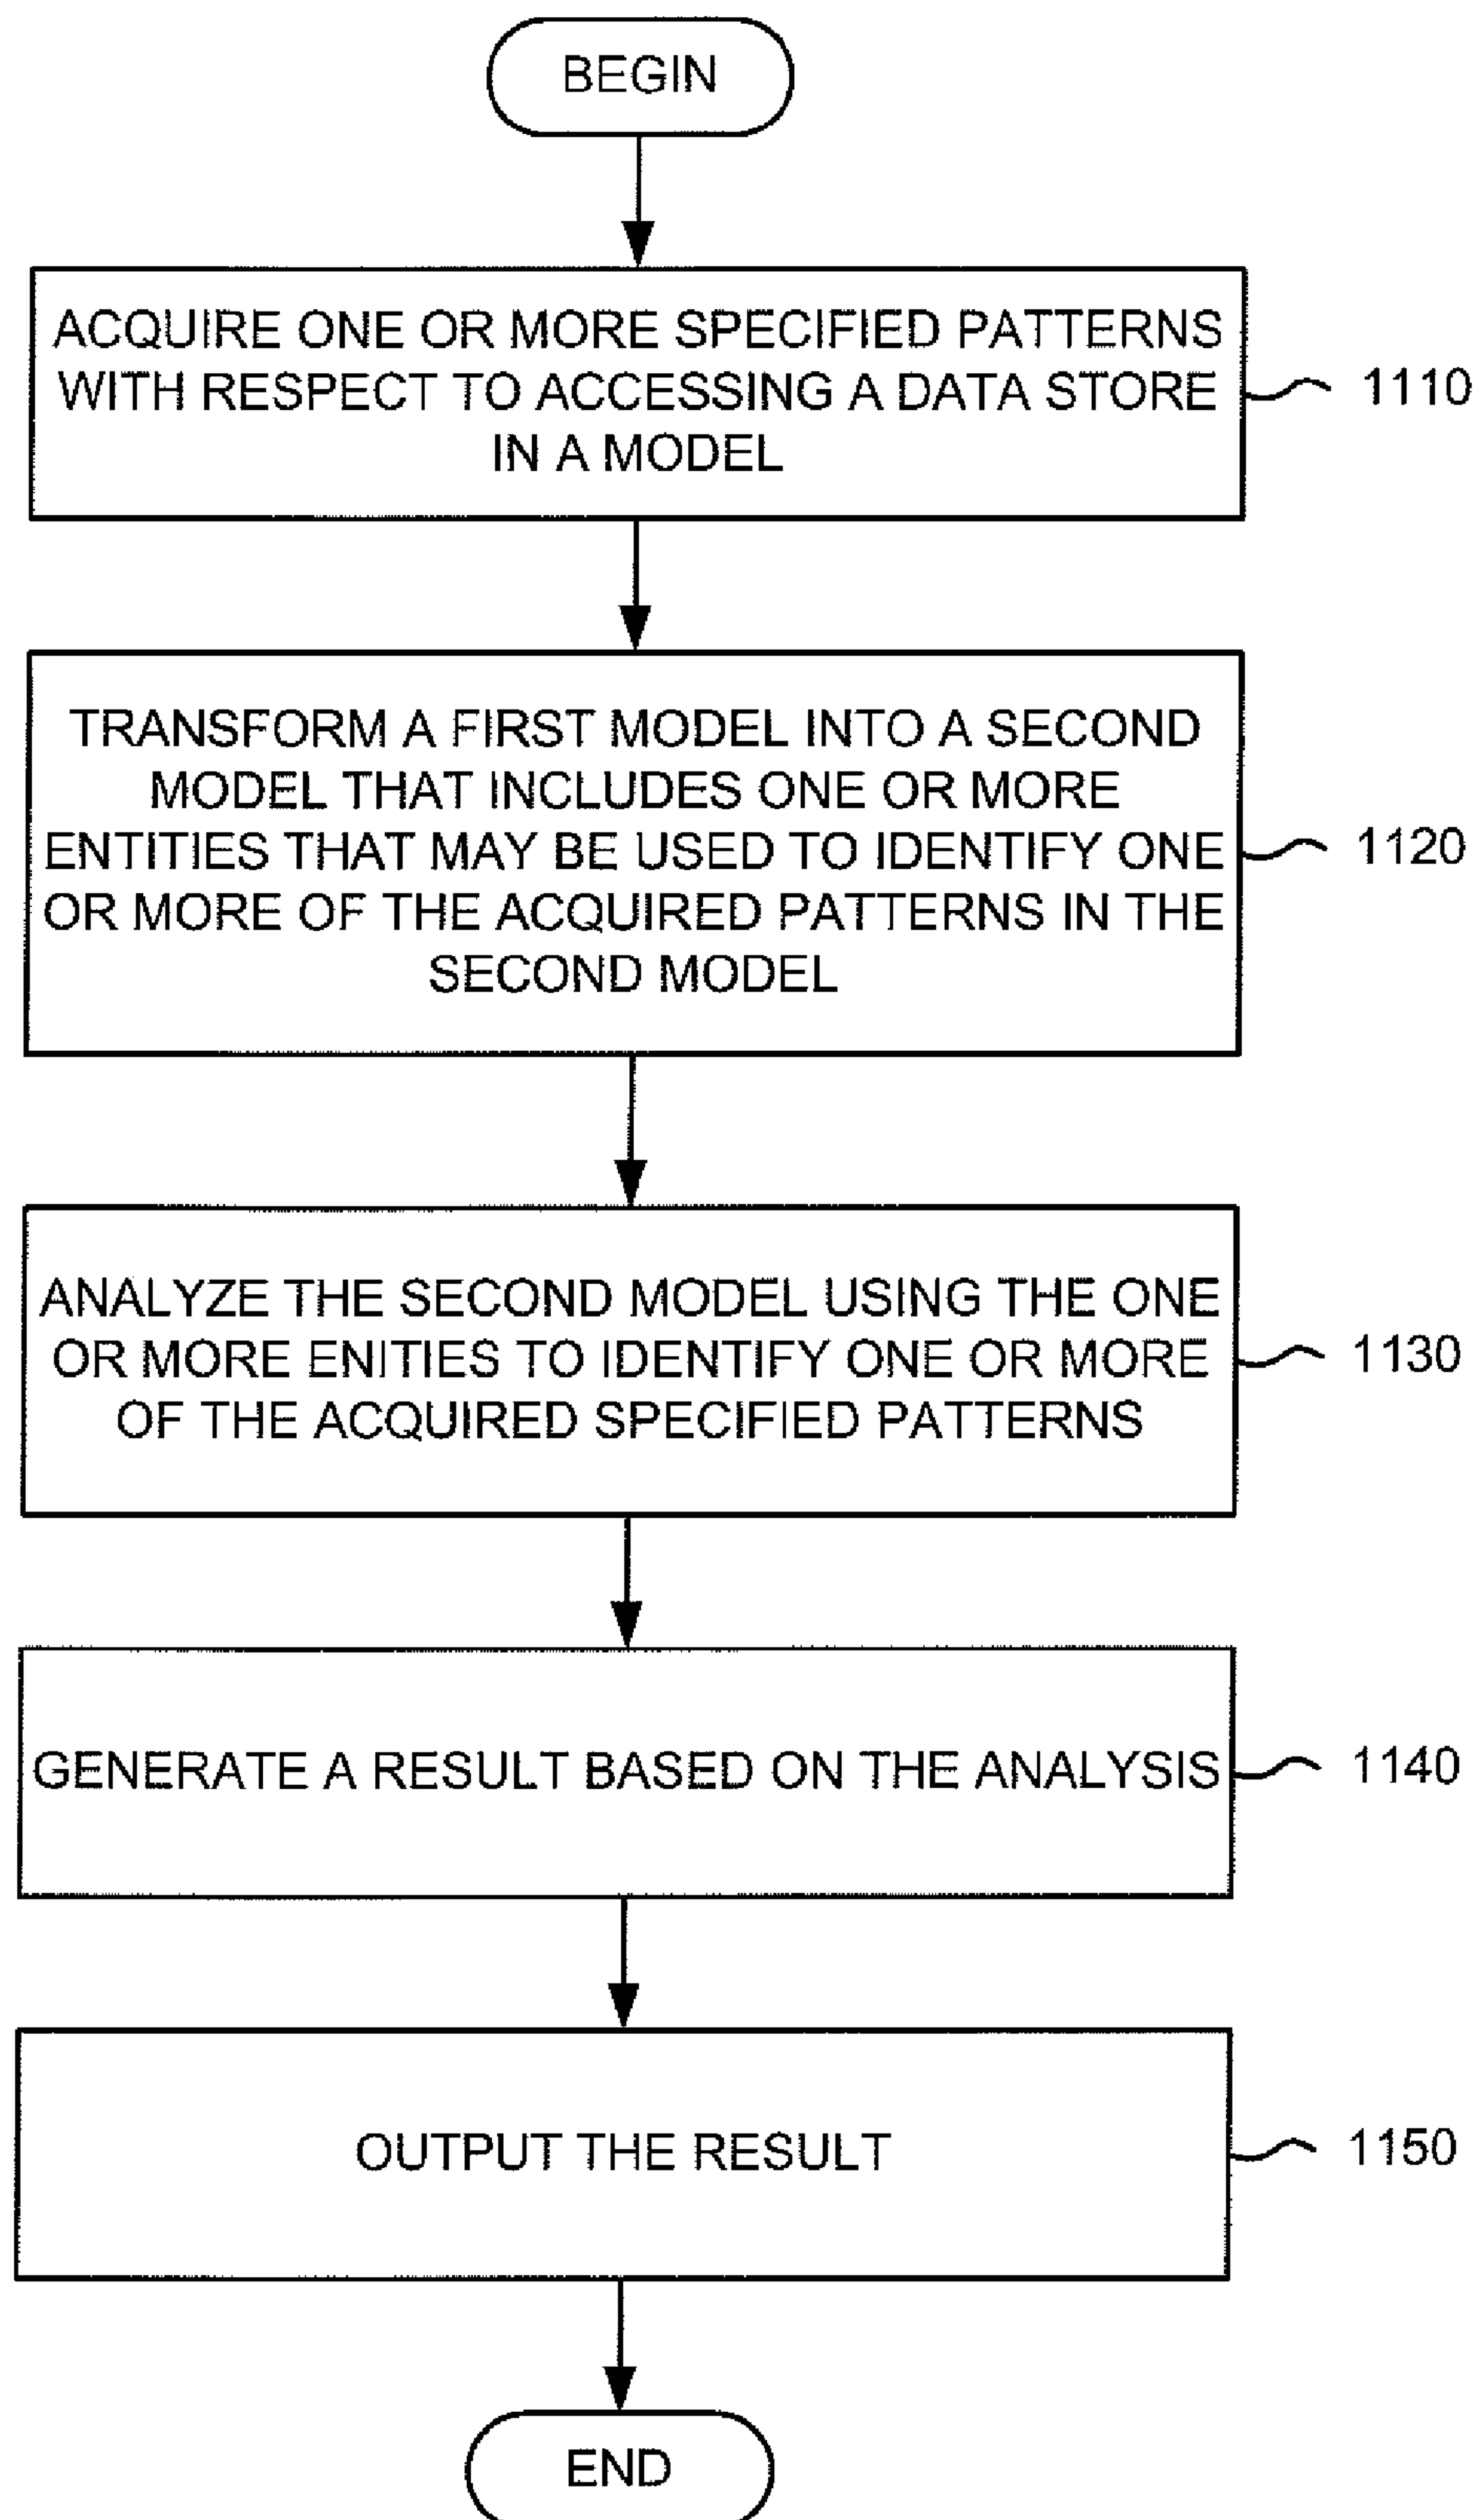 BEGIN
ACQUIRE ONE OR MORE SPECIFIED PATTERNS
WITH RESPECT TO ACCESSING A DATA STORE
IN A MODEL
1110
TRANSFORM A FIRST MODEL INTO A SECOND
MODEL THAT INCLUDES ONE OR MORE
ENTITIES THAT MAY BE USED TO IDENTIFY ONE
OR MORE OF THE ACQUIRED PATTERNS IN THE
SECOND MODEL
1120
ANALYZE THE SECOND MODEL USING THE ONE
OR MORE ENITIES TO IDENTIFY ONE OR MORE
OF THE ACQUIRED SPECIFIED PATTERNS
1130
GENERATE A RESULT BASED ON THE ANALYSIS
1140
OUTPUT THE RESULT
1150
END